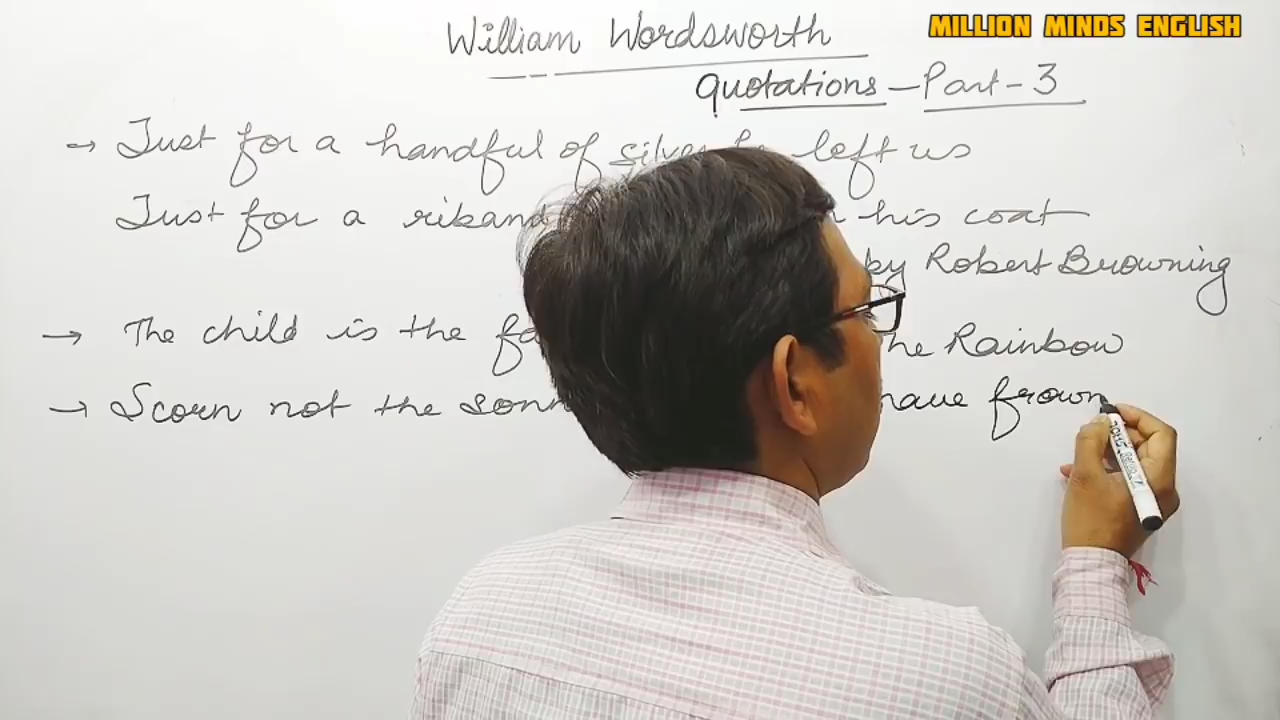 MILLION MINDS ENGLISH
William Wordsworth
Quotations - Part - 3
→ Just for a handful of silver left us
Just for a riband his coat
by Robert Browning
→ The child is the Rainbow
→ Scorn not the have frown